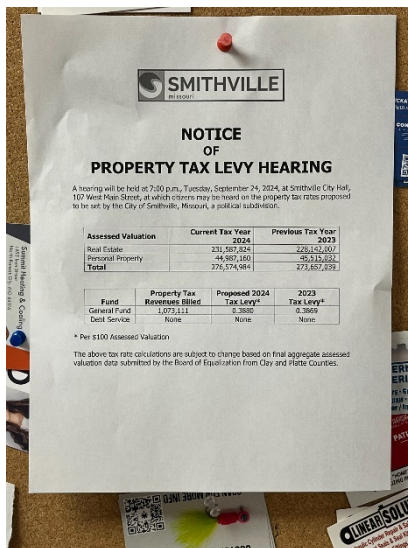 SMITHVILLE
missouri
NOTICE
OF
PROPERTY TAX LEVY HEARING
A hearing will be held at 7:00 p.m., Tuesday, September 24, 2024, at Smithville City Hall,
107 West Main Street, at which citizens may be heard on the property tax rates proposed
to be set by the City of Smithville, Missouri, a political subdivision.
Assessed Valuation Current Tax Year 2024 Previous Tax Year 2023
Real Estate 231,587,824 228,142,007
Personal Property 44,987,160 45,515,032
Total 276,574,984 273,657,039
Fund Property Tax Revenues Billed Proposed 2024 Tax Levy* 2023 Tax Levy*
General Fund 1,073,111 0.3880 0.3869
Debt Service None None None
* Per $100 Assessed Valuation
The above tax rate calculations are subject to change based on final aggregate assessed
valuation data submitted by the Board of Equalization from Clay and Platte Counties.
Summit Heating & Cooling
MORE INFO
LINEAR SOLU